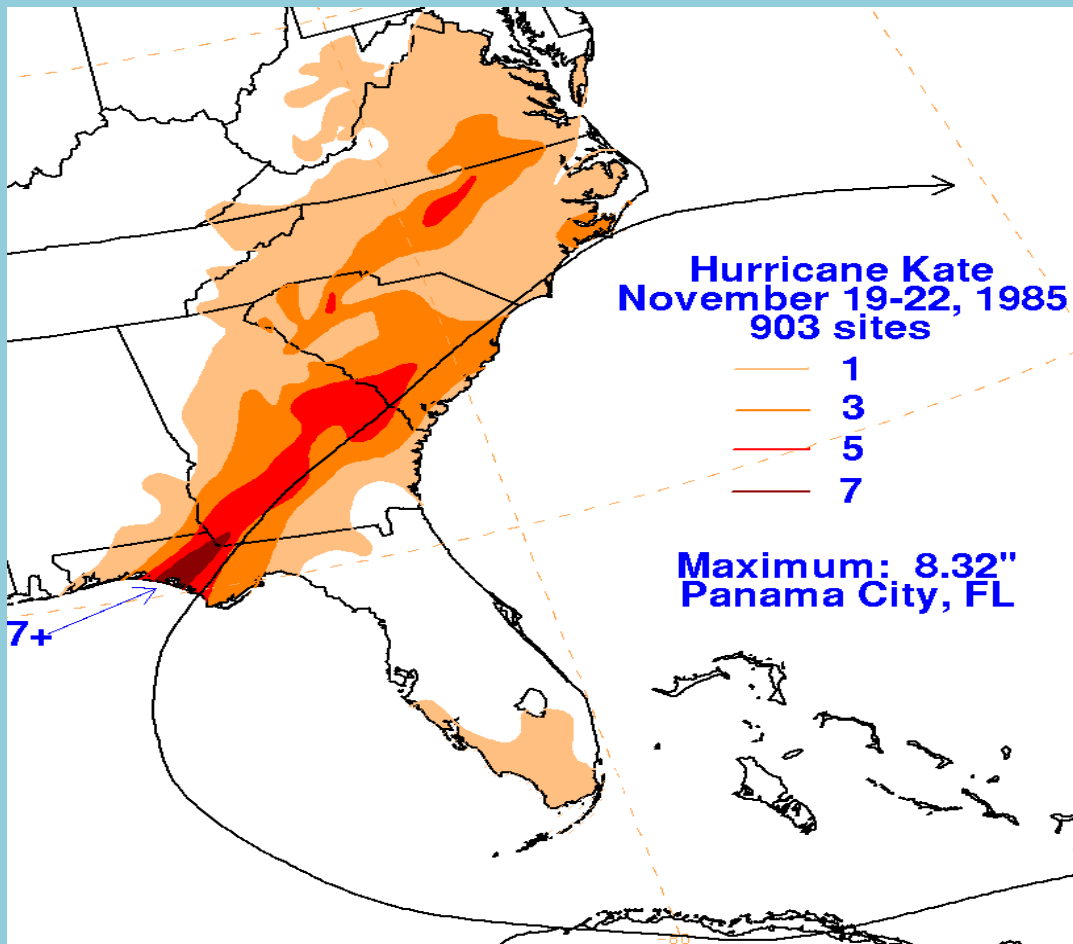 Hurricane Kate
November 19-22, 1985
903 sites
1
3
5
7
Maximum: 8.32"
Panama City, FL
7+
-80